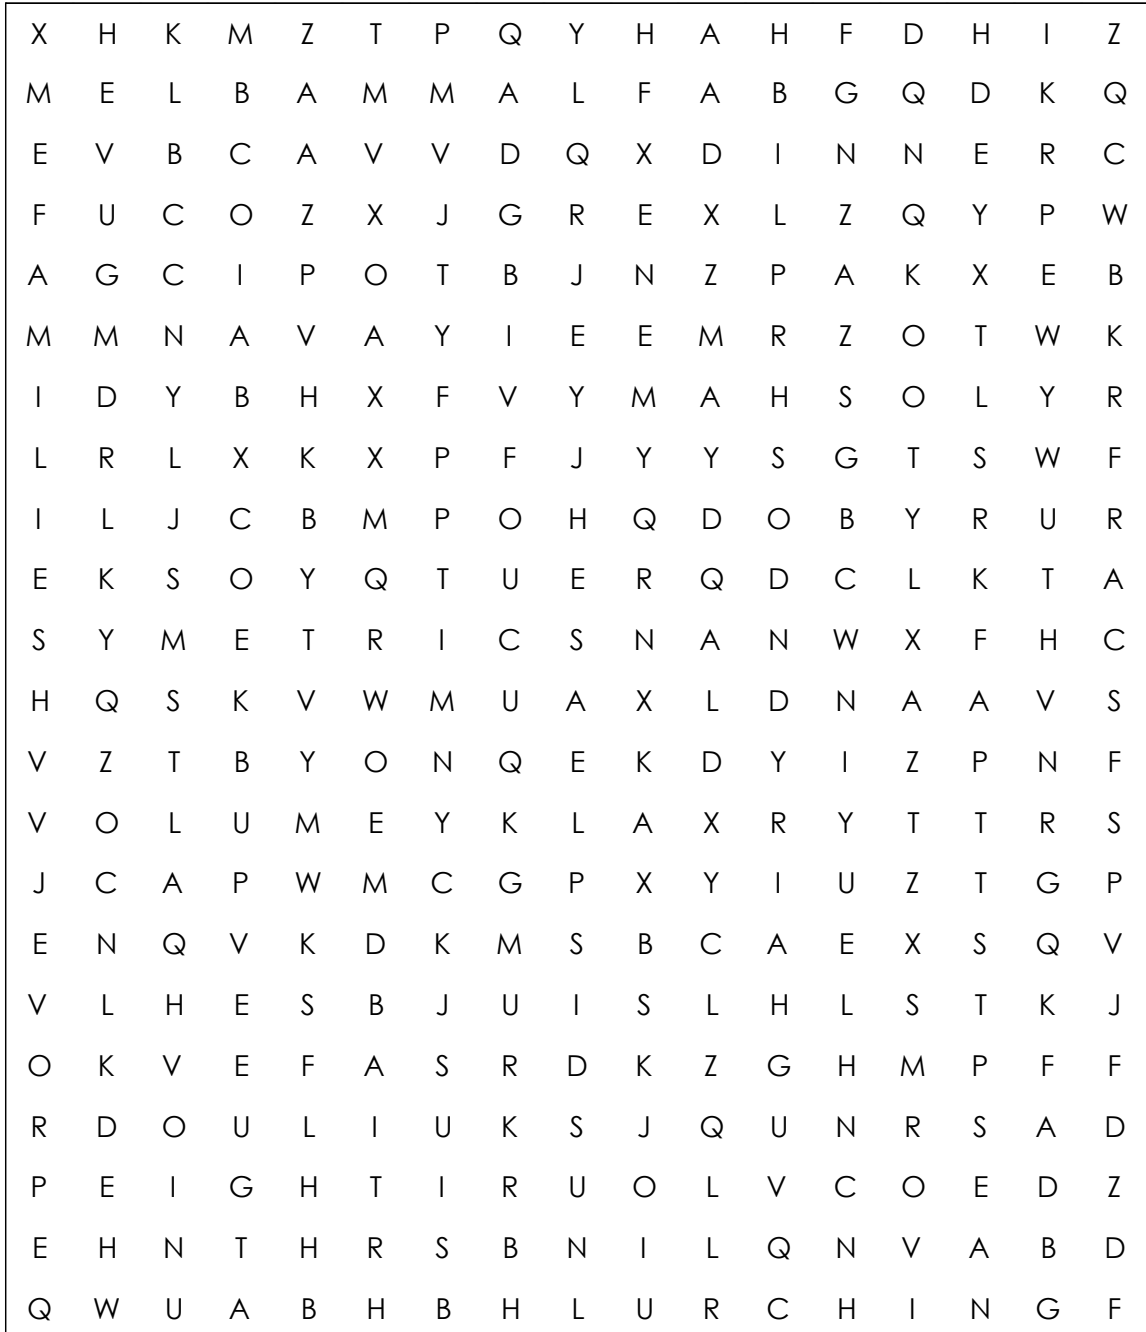 X H K M Z T P Q Y H A H F D H I Z
M E L B A M M A L F A B G Q D K Q
E V B C A V V D Q X D I N N E R C
F U C O Z X J G R E X L Z Q Y P W
A G C I P O T B J N Z P A K X E B
M M N A V A Y I E E M R Z O T W K
I D Y B H X F V Y M A H S O L Y R
L R L X K X P F J Y Y S G T S W F
I L J C B M P O H Q D O B Y R U R
E K S O Y Q T U E R Q D C L K T A
S Y M E T R I C S N A N W X F H C
H Q S K V W M U A X L D N A A V S
V Z T B Y O N Q E K D Y I Z P N F
V O L U M E Y K L A X R Y T T R S
J C A P W M C G P X Y I U Z T G P
E N Q V K D K M S B C A E X S Q V
V L H E S B J U I S L H L S T K J
O K V E F A S R D K Z G H M P F F
R D O U L I U K S J Q U N R S A D
P E I G H T I R U O L V C O E D Z
E H N T H R S B N I L Q N V A B D
Q W U A B H B H L U R C H I N G F